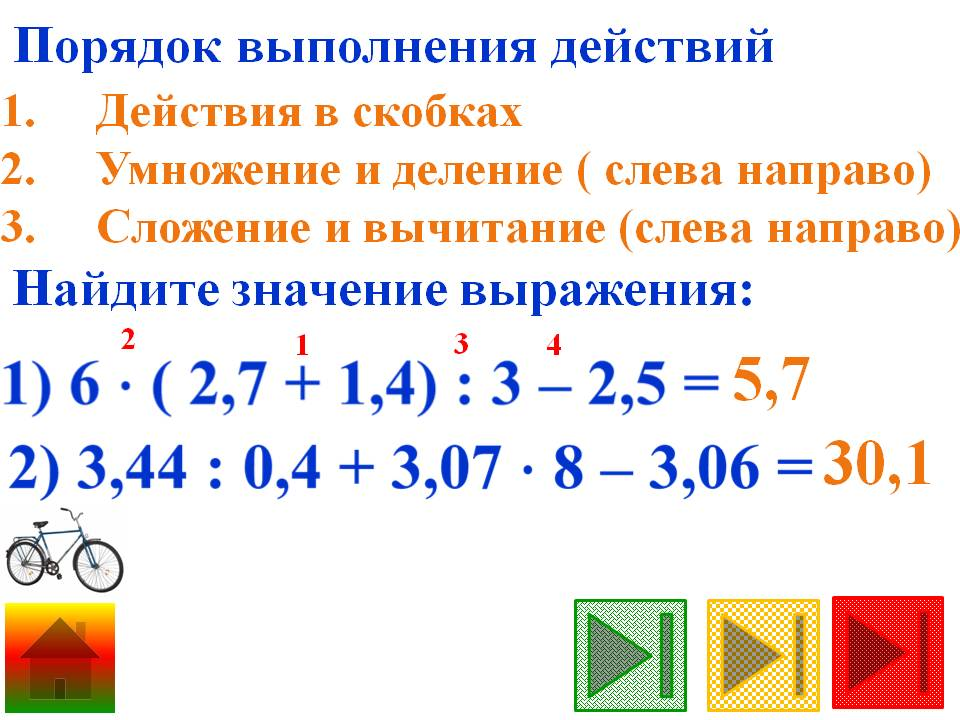 Порядок выполнения действий
1. Действия в скобках
2. Умножение и деление ( слева направо)
3. Сложение и вычитание (слева направо)
Найдите значение выражения:
2 1 3 4
1) 6 · ( 2,7 + 1,4) : 3 – 2,5 = 5,7
2) 3,44 : 0,4 + 3,07 · 8 – 3,06 = 30,1